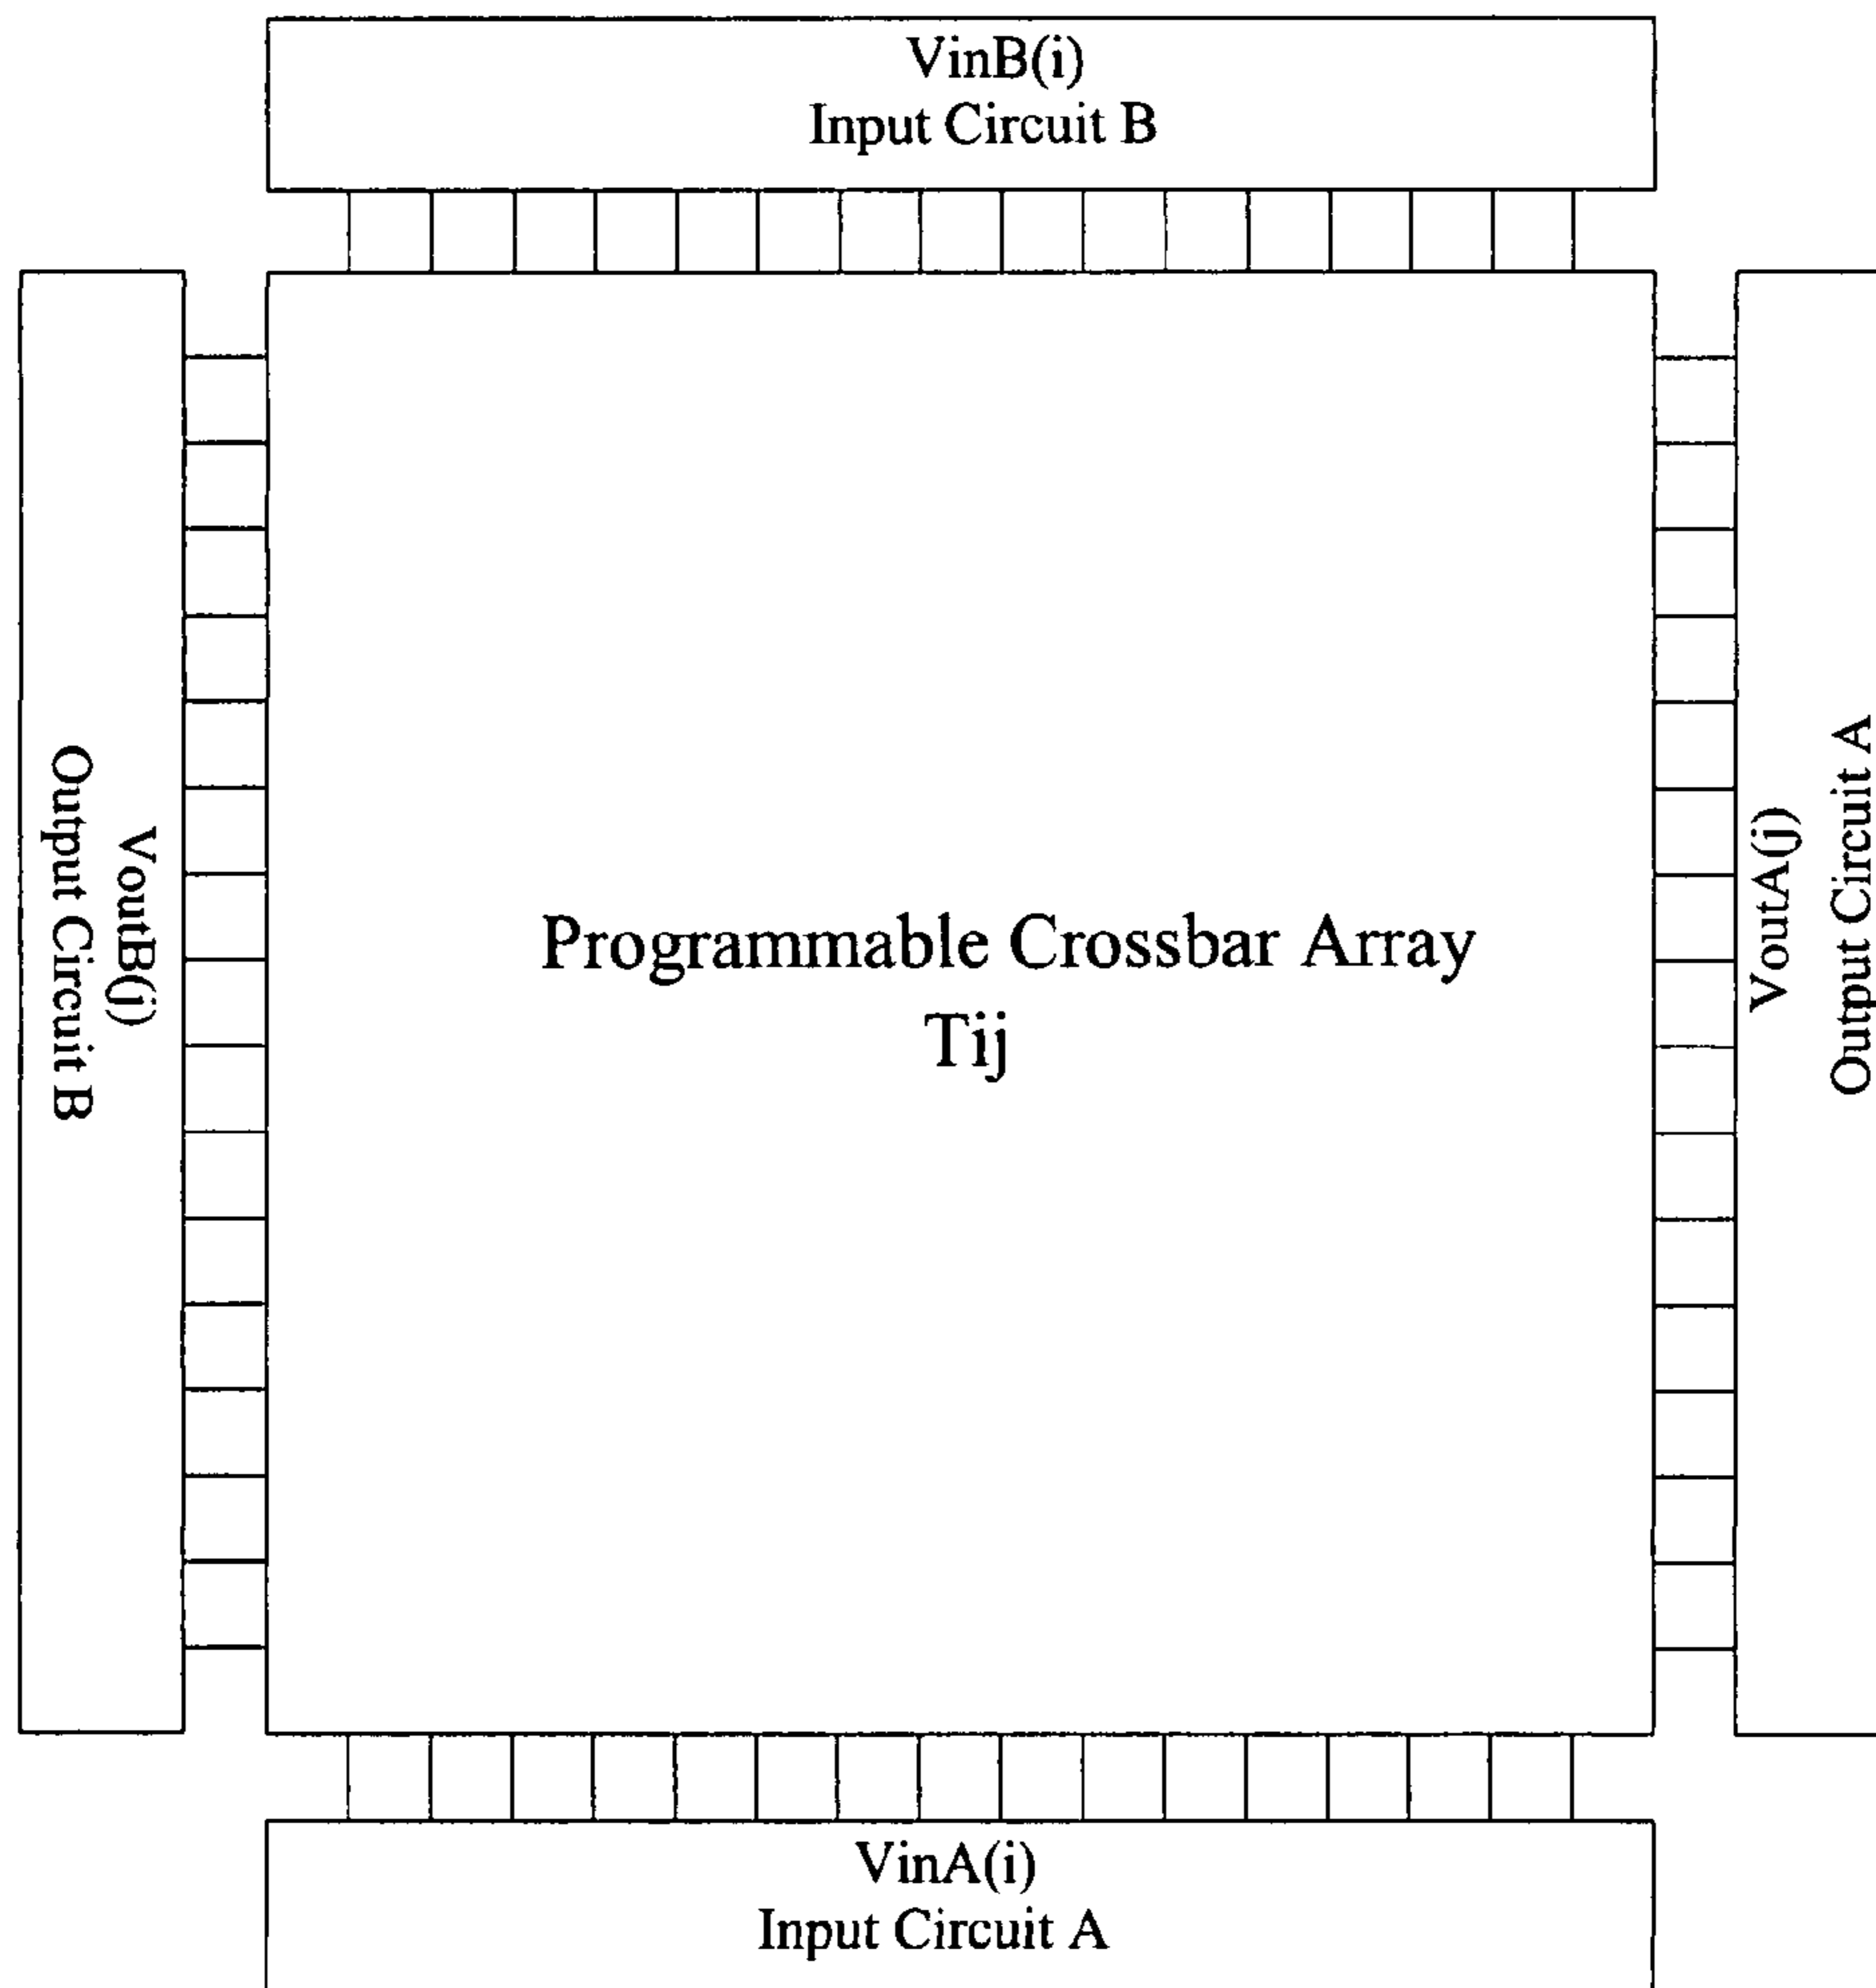 VinB(i)
Input Circuit B
VoutB(j)
Output Circuit B
Programmable Crossbar Array
Tij
VoutA(j)
Output Circuit A
VinA(i)
Input Circuit A